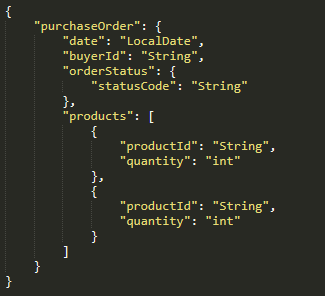 {
    "purchaseOrder": {
        "date": "LocalDate",
        "buyerId": "String",
        "orderStatus": {
            "statusCode": "String"
        },
        "products": [
            {
                "productId": "String",
                "quantity": "int"
            },
            {
                "productId": "String",
                "quantity": "int"
            }
        ]
    }
}